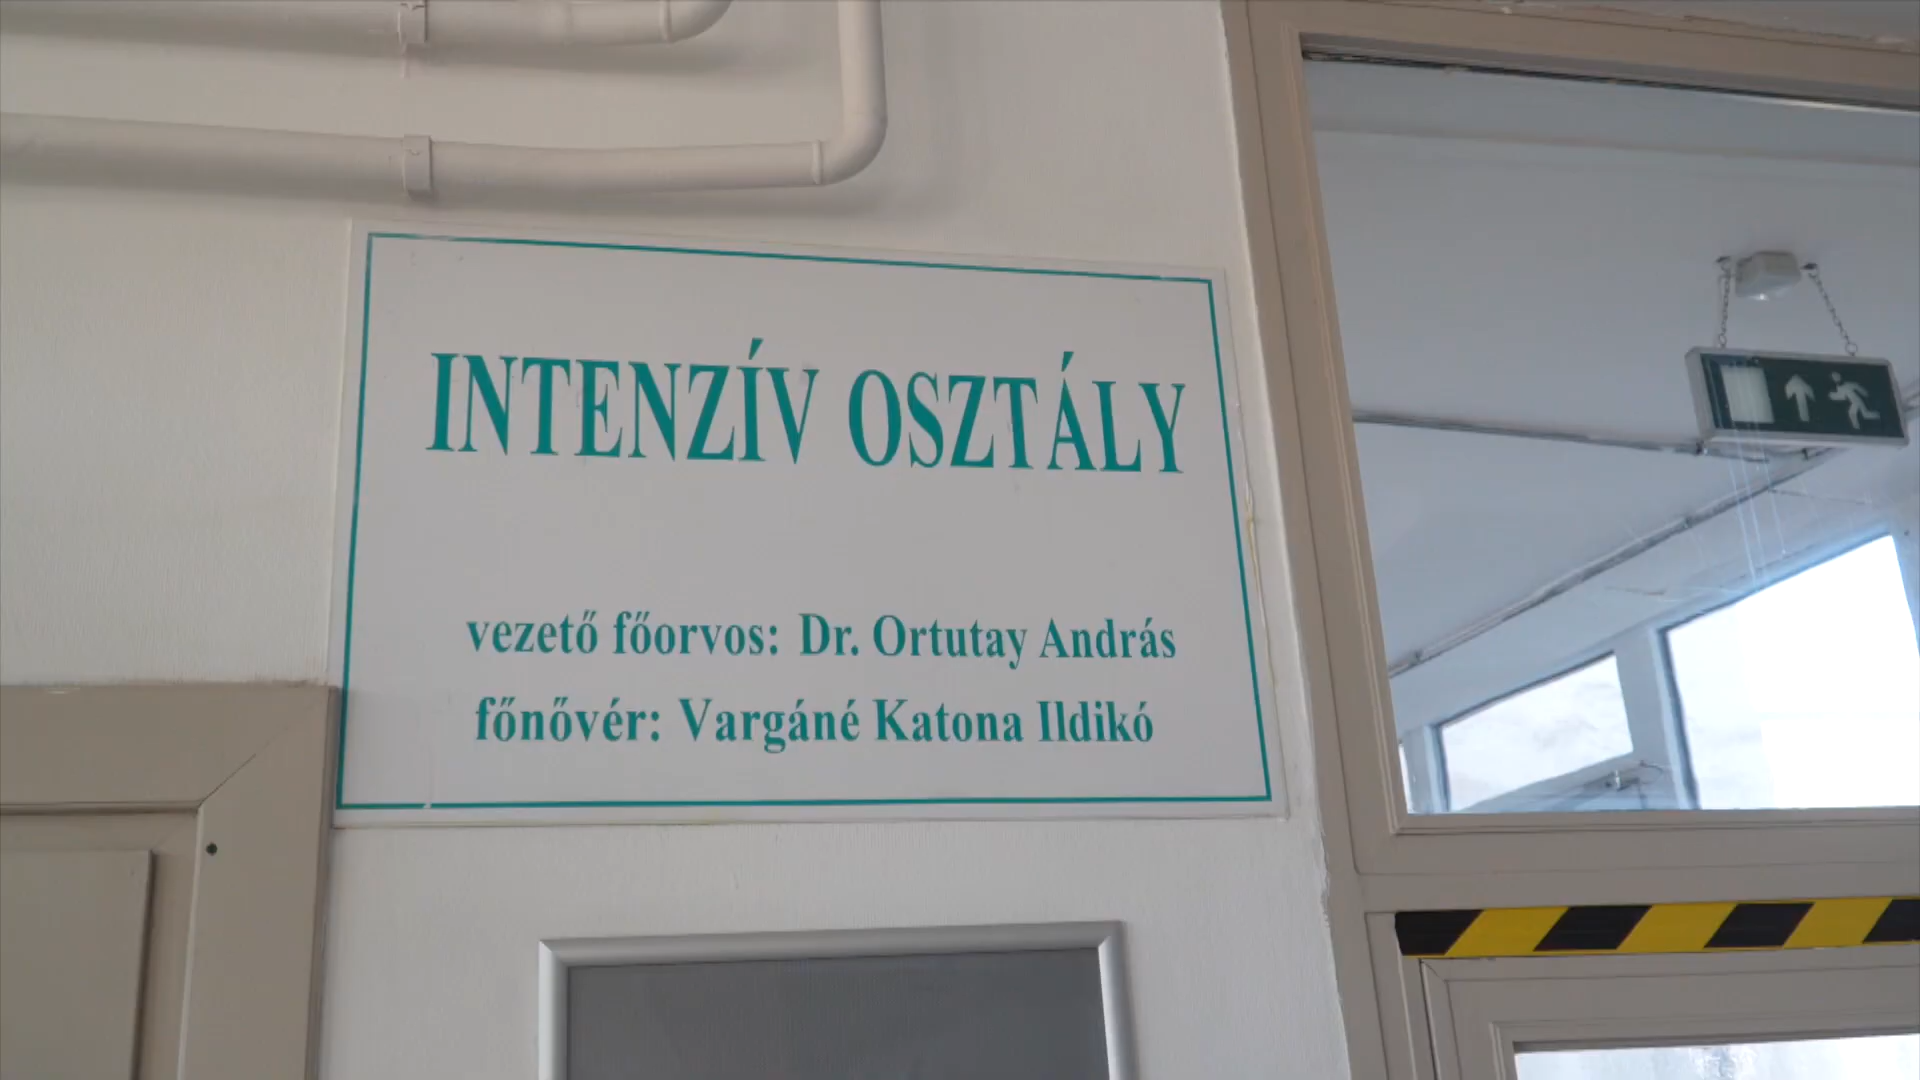 INTENZÍV OSZTÁLY
vezető főorvos: Dr. Ortutay András
főnővér: Vargáné Katona Ildikó